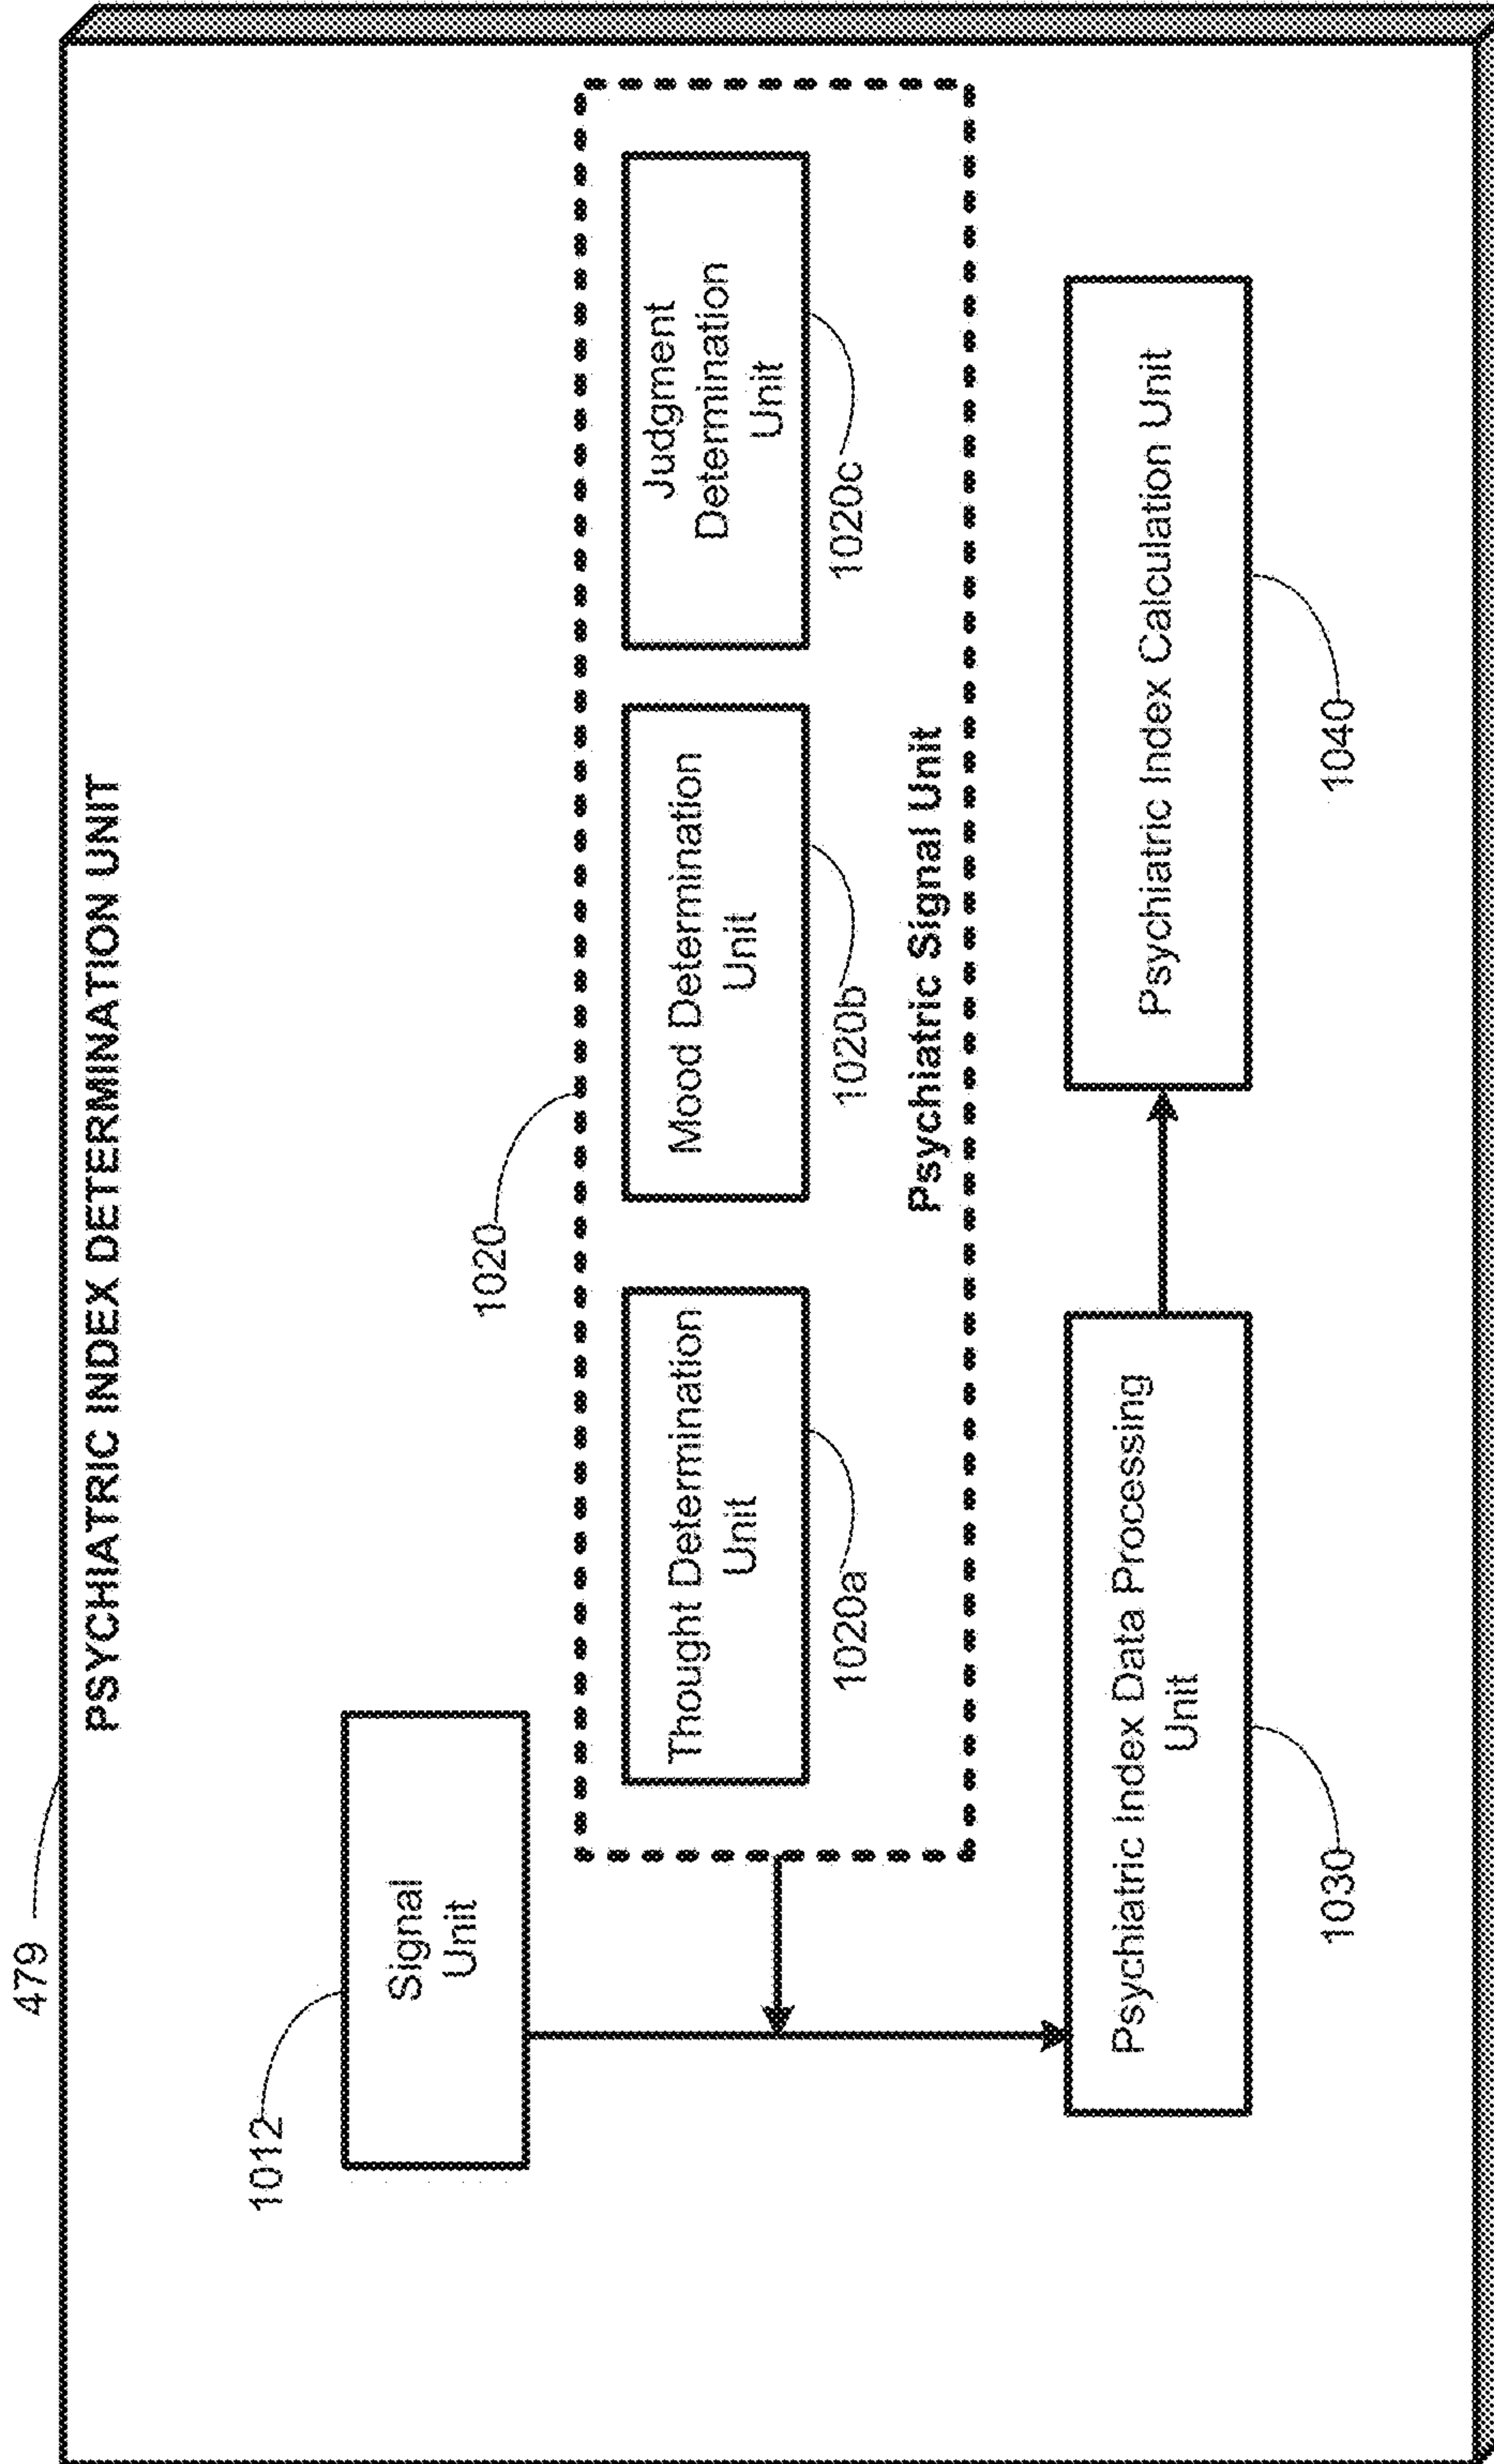 479
PSYCHIATRIC INDEX DETERMINATION UNIT
1012
Signal
Unit
1020
Thought Determination
Unit
1020a
Mood Determination
Unit
1020b
Judgment
Determination
Unit
1020c
Psychiatric Signal Unit
Psychiatric Index Data Processing
Unit
1030
Psychiatric Index Calculation Unit
1040